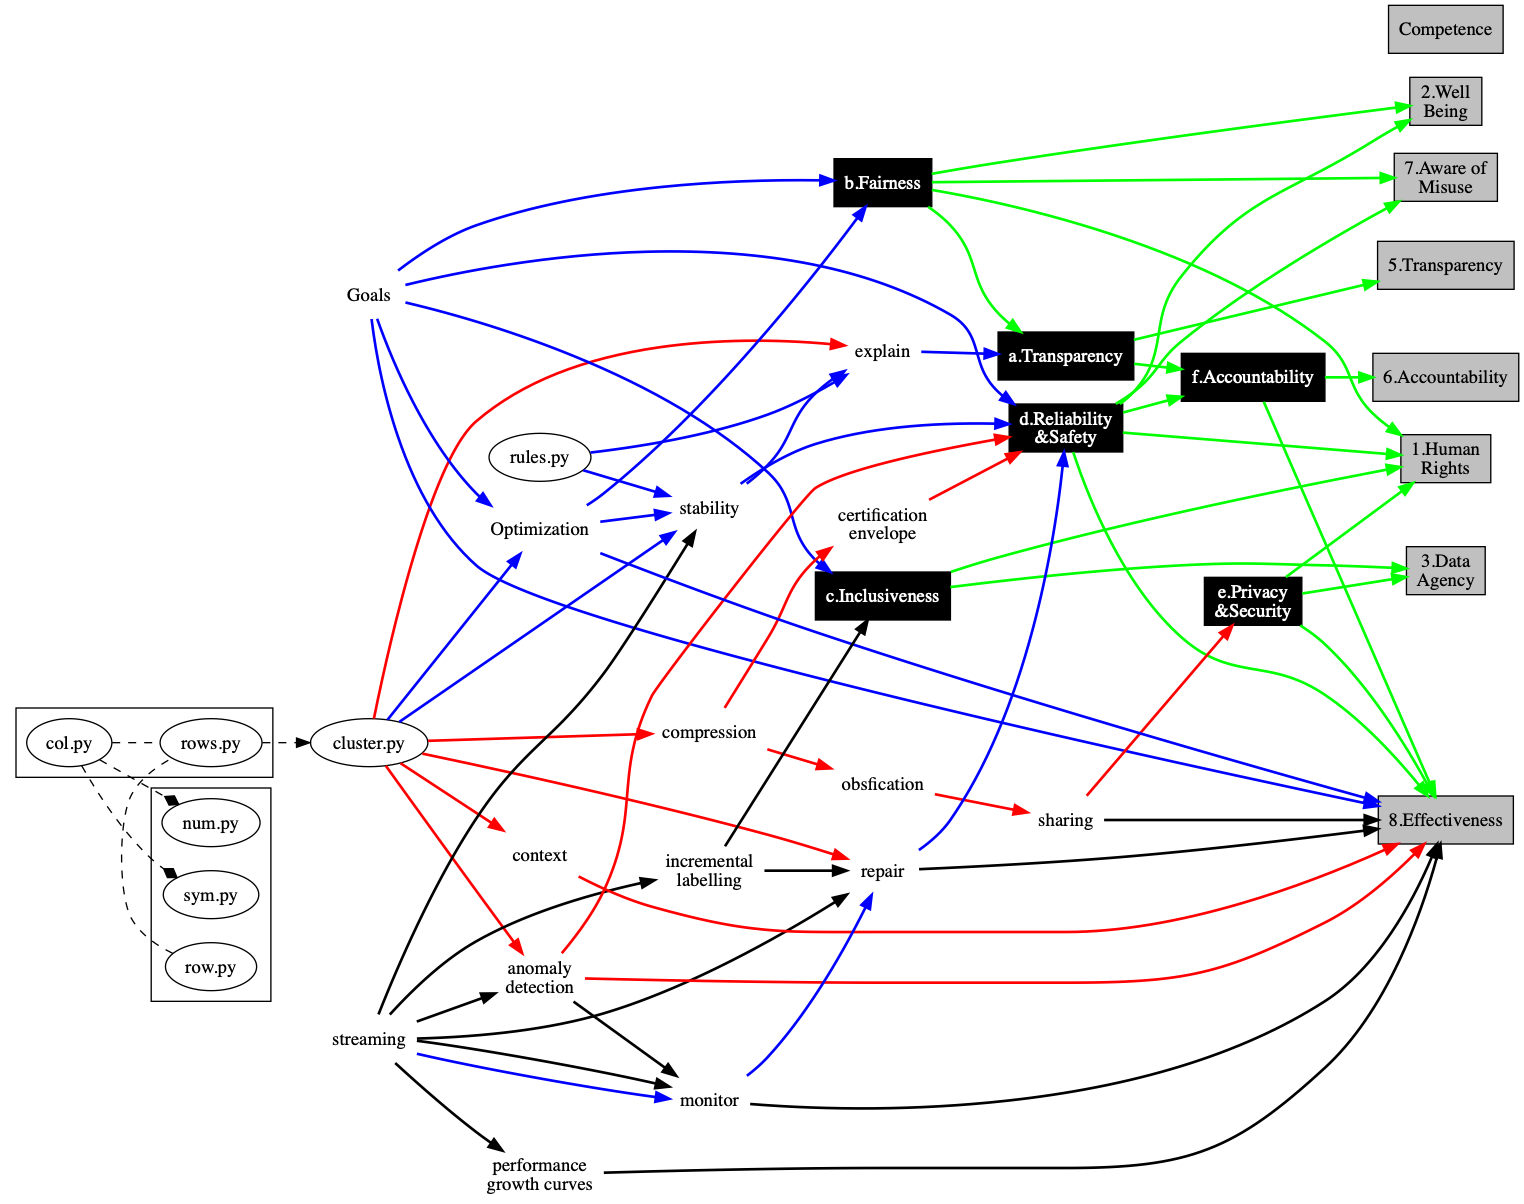 Competence
2.Well
Being
b.Fairness
7.Aware of
Misuse
5.Transparency
Goals
explain
a.Transparency
f.Accountability
6.Accountability
d.Reliability
&Safety
rules.py
1.Human
Rights
stability
Optimization
certification
envelope
c.Inclusiveness
e.Privacy
&Security
3.Data
Agency
col.py
rows.py
cluster.py
compression
obsfication
num.py
sharing
8.Effectiveness
context
incremental
labelling
repair
sym.py
row.py
anomaly
detection
streaming
monitor
performance
growth curves